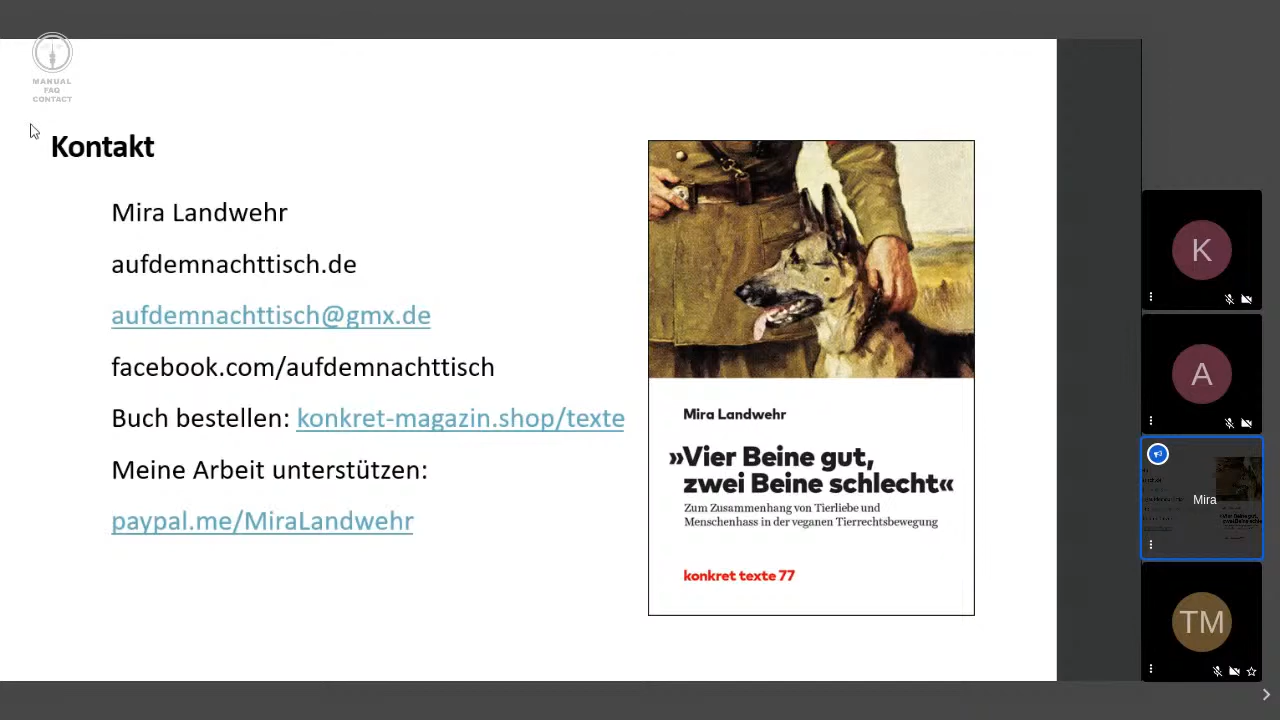 MANUAL
FAQ
CONTACT
Kontakt
Mira Landwehr
aufdemnachttisch.de
aufdemnachttisch@gmx.de
facebook.com/aufdemnachttisch
Buch bestellen: konkret-magazin.shop/texte
Meine Arbeit unterstützen:
paypal.me/MiraLandwehr
Mira Landwehr
»Vier Beine gut,
zwei Beine schlecht«
Zum Zusammenhang von Tierliebe und
Menschenhass in der veganen Tierrechtsbewegung
konkret texte 77
K
A
Mira
TM